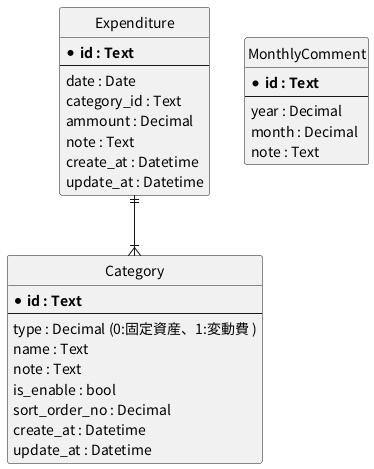 Expenditure
* id : Text
date : Date
category_id : Text
ammount : Decimal
note : Text
create_at : Datetime
update_at : Datetime
MonthlyComment
* id : Text
year : Decimal
month : Decimal
note : Text
Category
* id : Text
type : Decimal (0:固定資産、1:変動費 )
name : Text
note : Text
is_enable : bool
sort_order_no : Decimal
create_at : Datetime
update_at : Datetime